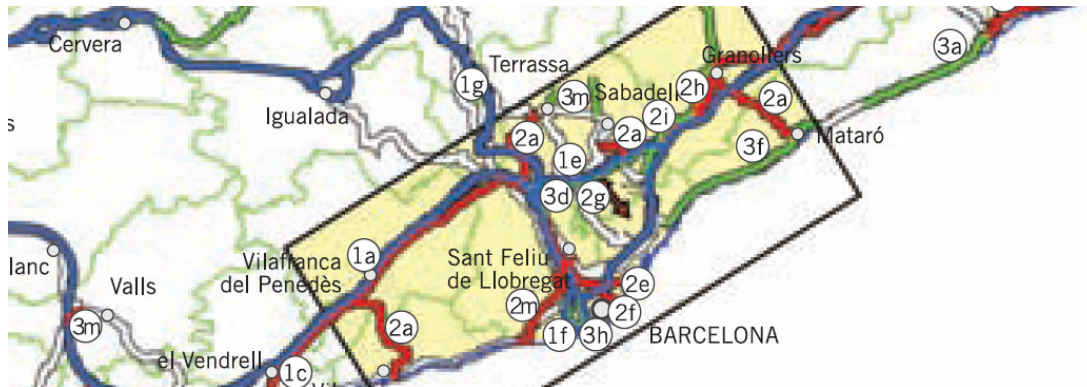 Cervera
Igualada
Terrassa
1g
3m
Sabadell
2h
Granollers
3a
2a
2i
2a
2a
1e
3f
Mataró
3d
2g
s
lanc
Valls
3m
Vilafranca
del Penedès
1a
Sant Feliu
de Llobregat
2e
2m
2f
2a
1f
3h
BARCELONA
el Vendrell
1c